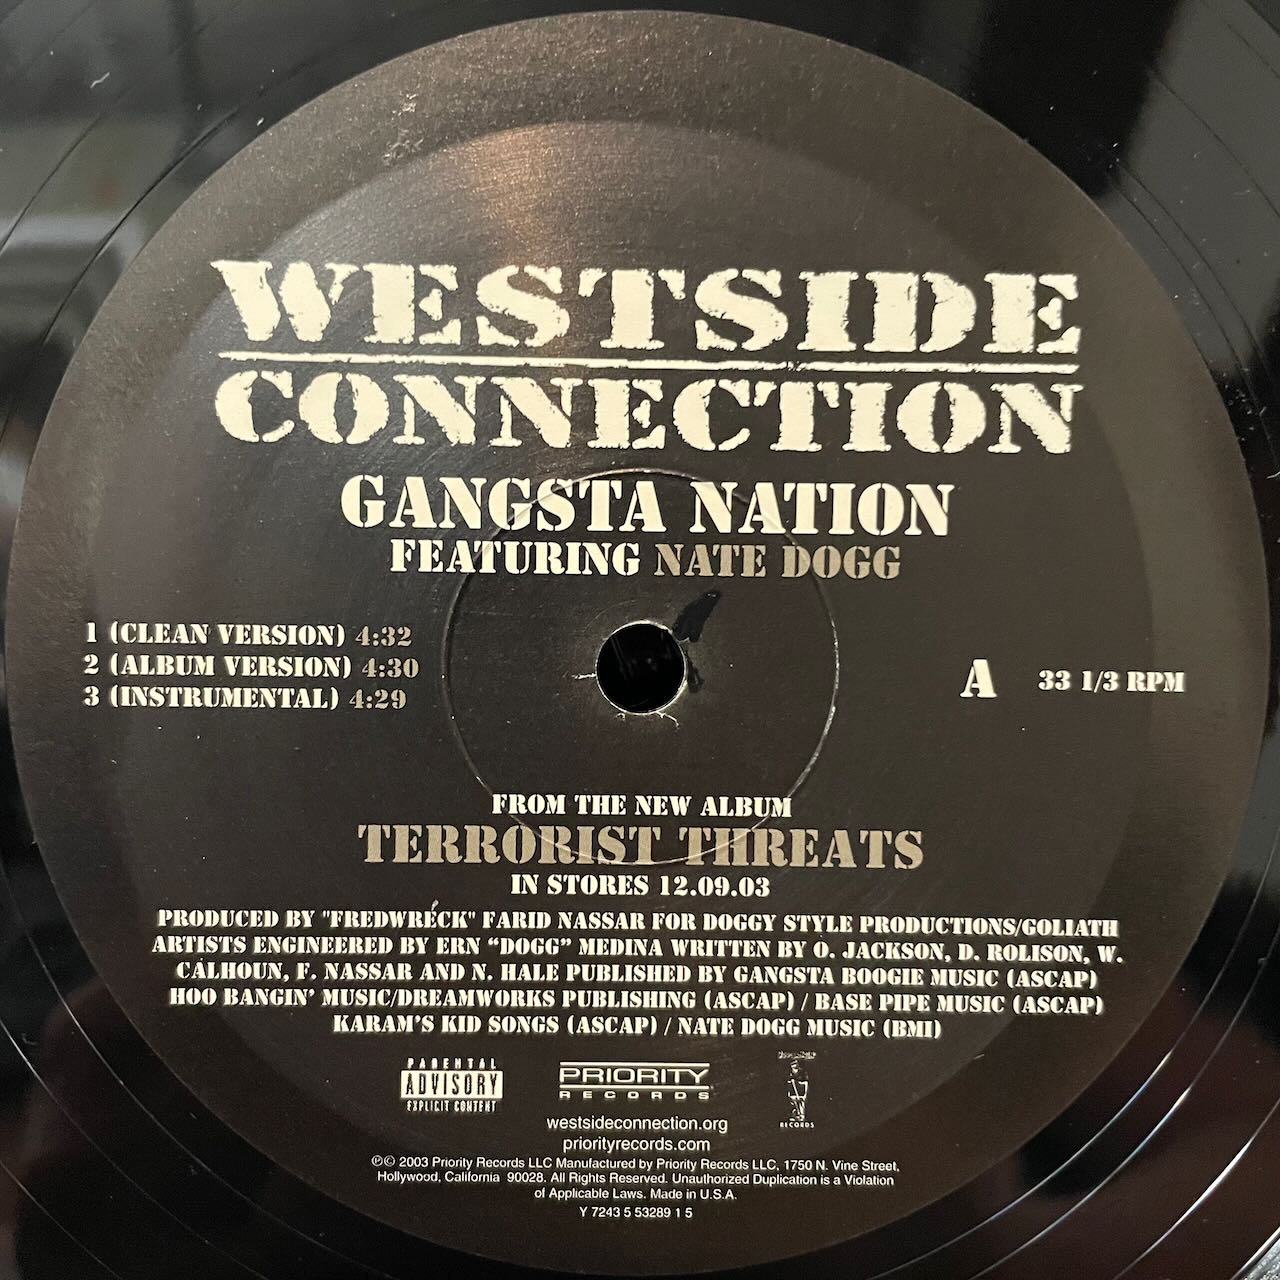 WESTSIDE
CONNECTION
GANGSTA NATION
FEATURING NATE DOGG
1 (CLEAN VERSION) 4:32
2 (ALBUM VERSION) 4:30
3 (INSTRUMENTAL) 4:29
A 33 1/3 RPM
FROM THE NEW ALBUM
TERRORIST THREATS
IN STORES 12.09.03
PRODUCED BY "FREDWRECK" FARID NASSAR FOR DOGGY STYLE PRODUCTIONS/GOLIATH
ARTISTS ENGINEERED BY ERN “DOGG” MEDINA WRITTEN BY O. JACKSON, D. ROLISON, W.
CALHOUN, F. NASSAR AND N. HALE PUBLISHED BY GANGSTA BOOGIE MUSIC (ASCAP)
HOO BANGIN’ MUSIC/DREAMWORKS PUBLISHING (ASCAP) / BASE PIPE MUSIC (ASCAP)
KARAM’S KID SONGS (ASCAP) / NATE DOGG MUSIC (BMI)
PARENTAL
ADVISORY
EXPLICIT CONTENT
PRIORITY
RECORDS
RECORDS
westsideconnection.org
priorityrecords.com
℗© 2003 Priority Records LLC Manufactured by Priority Records LLC, 1750 N. Vine Street,
Hollywood, California 90028. All Rights Reserved. Unauthorized Duplication is a Violation
of Applicable Laws. Made in U.S.A.
Y 7243 5 53289 1 5